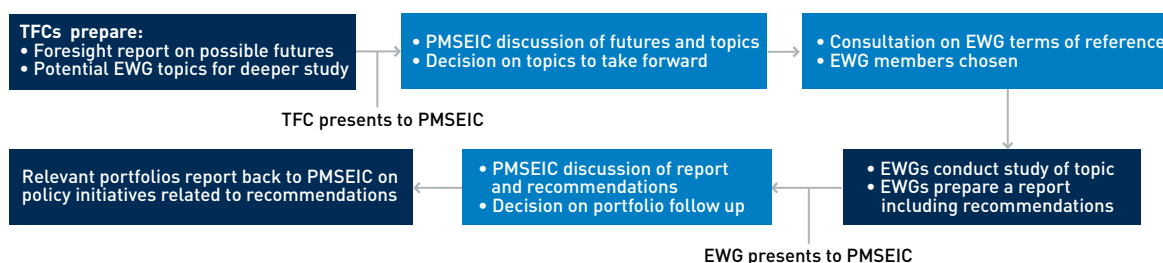 TFCs prepare:
• Foresight report on possible futures
• Potential EWG topics for deeper study
• PMSEIC discussion of futures and topics
• Decision on topics to take forward
• Consultation on EWG terms of reference
• EWG members chosen
TFC presents to PMSEIC
• EWGs conduct study of topic
• EWGs prepare a report
including recommendations
• PMSEIC discussion of report
and recommendations
• Decision on portfolio follow up
Relevant portfolios report back to PMSEIC on
policy initiatives related to recommendations
EWG presents to PMSEIC